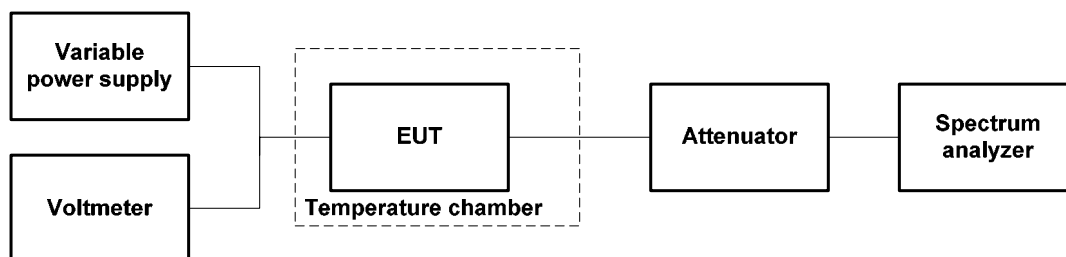 Variable
power supply
Voltmeter
EUT
Temperature chamber
Attenuator
Spectrum
analyzer